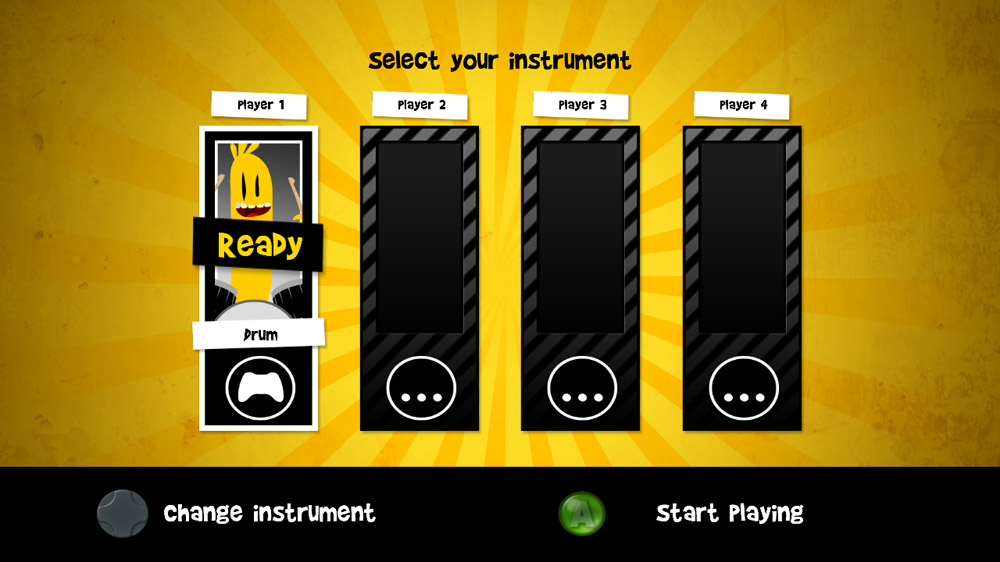 Select your instrument
Player 1
Player 2
Player 3
Player 4
Ready
Drum
Change instrument
A
Start Playing